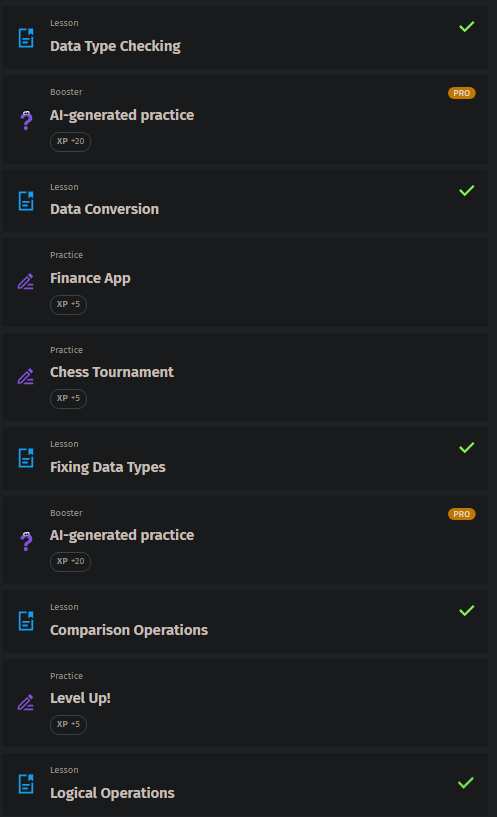 Lesson
Data Type Checking
Booster
PRO
AI-generated practice
XP +20
Lesson
Data Conversion
Practice
Finance App
XP +5
Practice
Chess Tournament
XP +5
Lesson
Fixing Data Types
Booster
PRO
AI-generated practice
XP +20
Lesson
Comparison Operations
Practice
Level Up!
XP +5
Lesson
Logical Operations